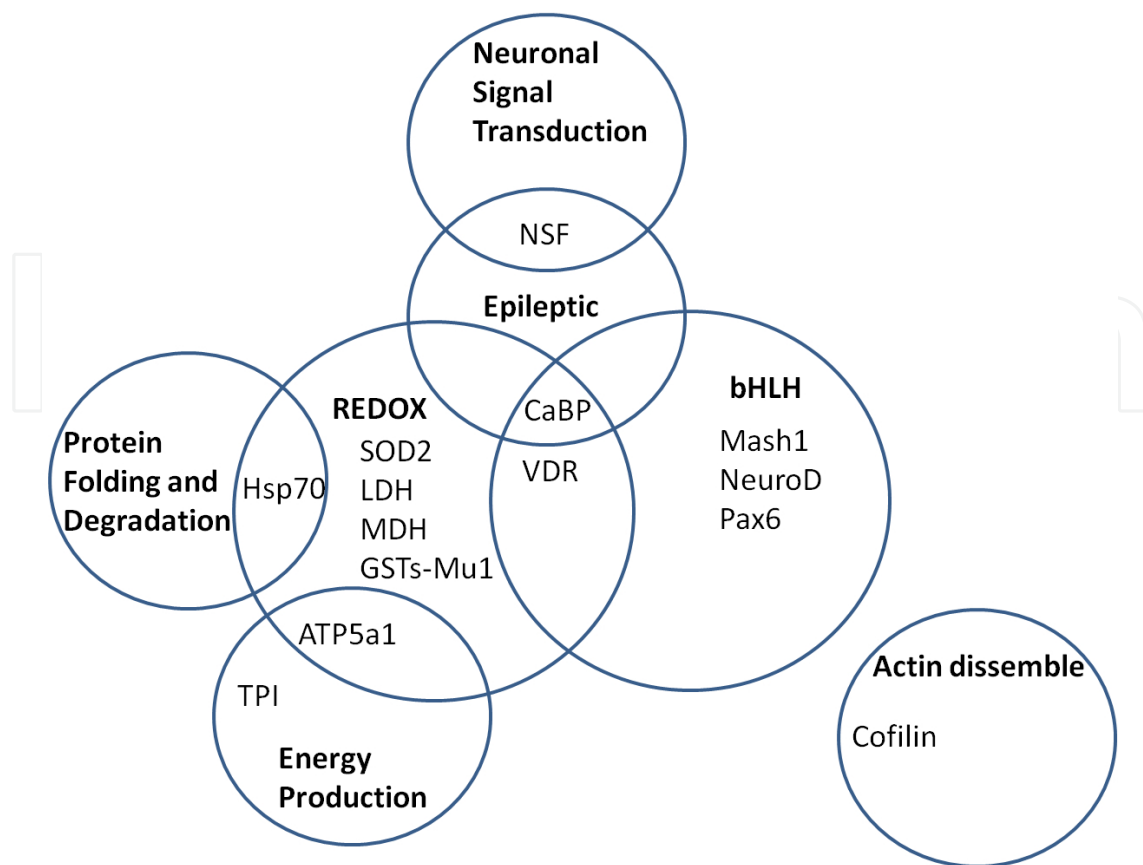 Neuronal
Signal
Transduction
NSF
Epileptic
CaBP
VDR
bHLH
Mash1
NeuroD
Pax6
REDOX
SOD2
LDH
MDH
GSTs-Mu1
Protein
Folding and
Degradation
Hsp70
ATP5a1
TPI
Energy
Production
Actin dissemble
Cofilin